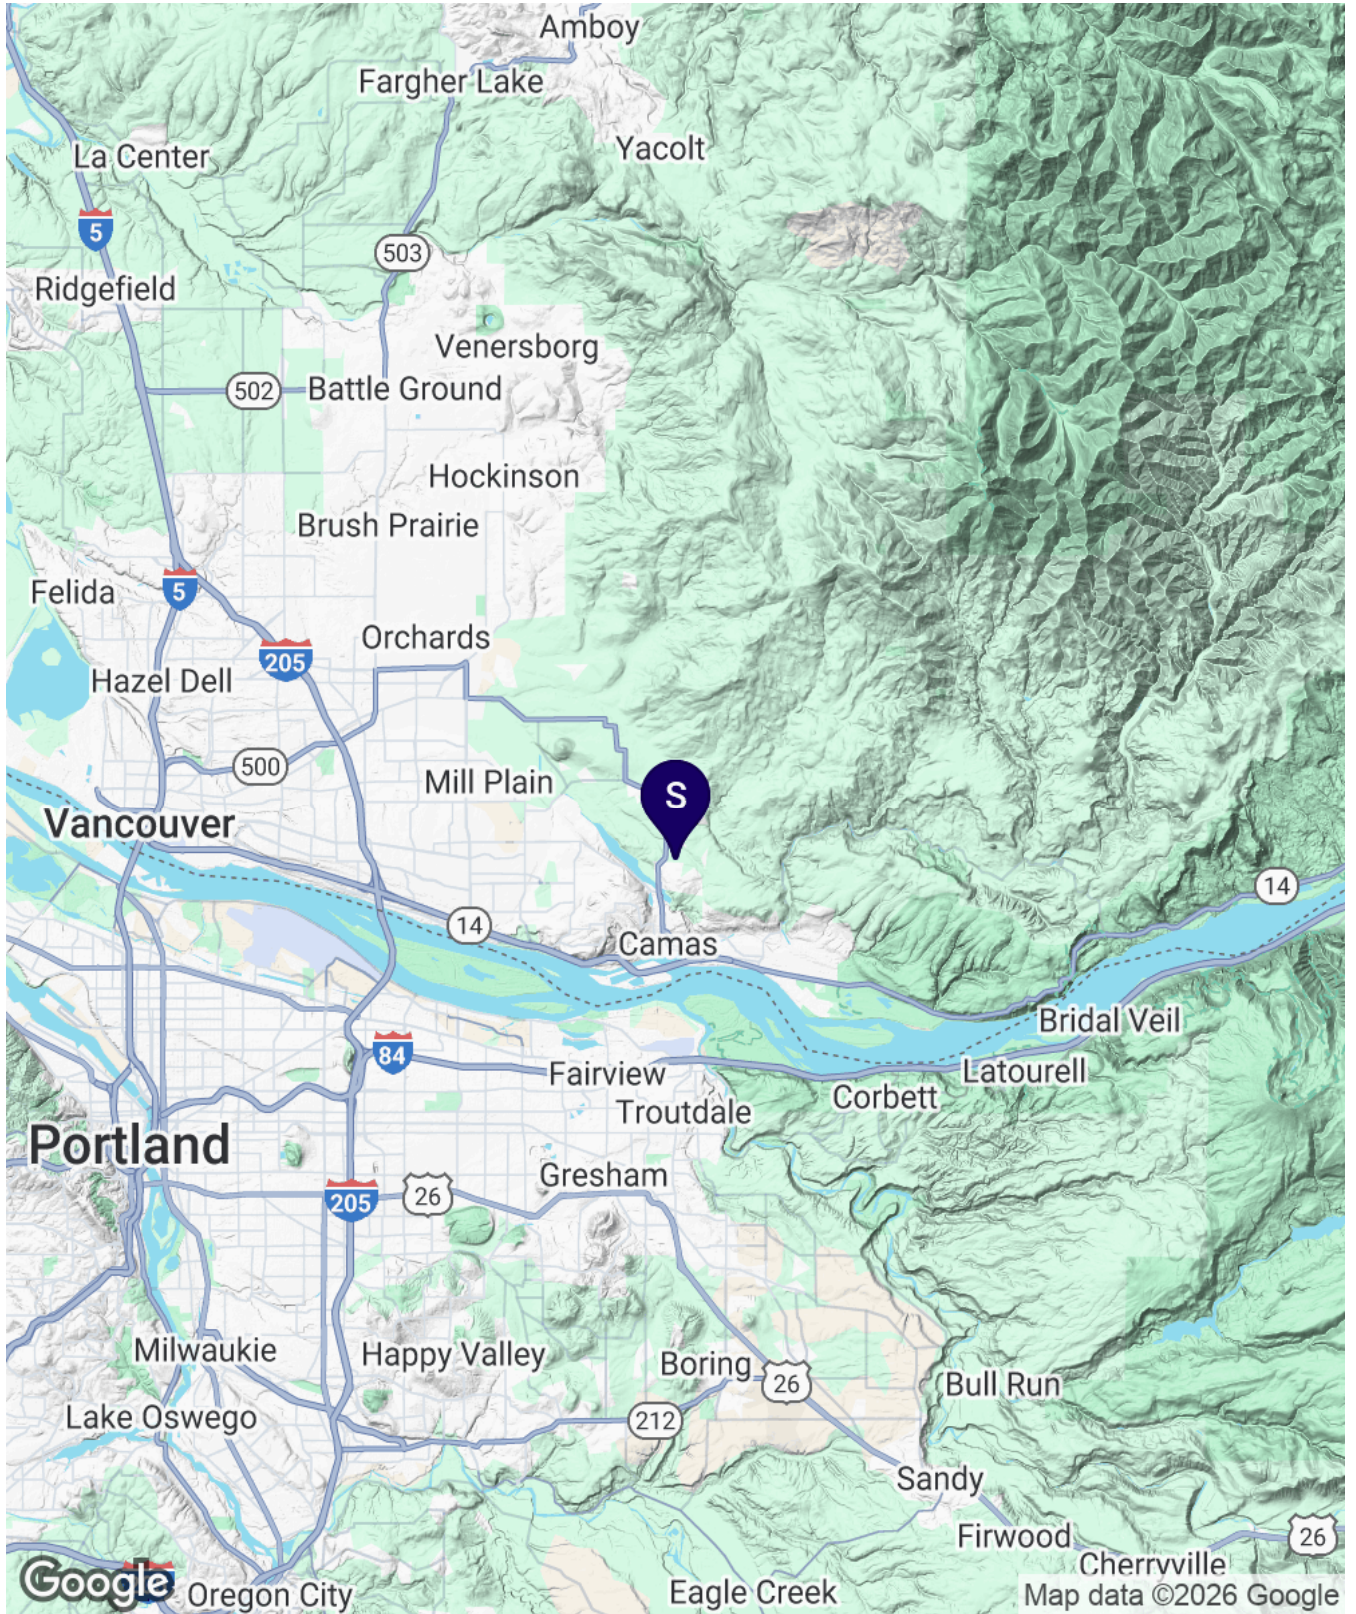 Amboy
Fargher Lake
Yacolt
La Center
5
503
Ridgefield
Venersborg
502
Battle Ground
Hockinson
Brush Prairie
5
Felida
Orchards
205
Hazel Dell
500
Mill Plain
S
Vancouver
14
14
Camas
Bridal Veil
84
Fairview
Latourell
Corbett
Troutdale
Portland
Gresham
26
205
Milwaukie
Happy Valley
Boring
26
Bull Run
Lake Oswego
212
Sandy
Firwood
26
Cherryville
Google
Oregon City
Eagle Creek
Map data ©2026 Google